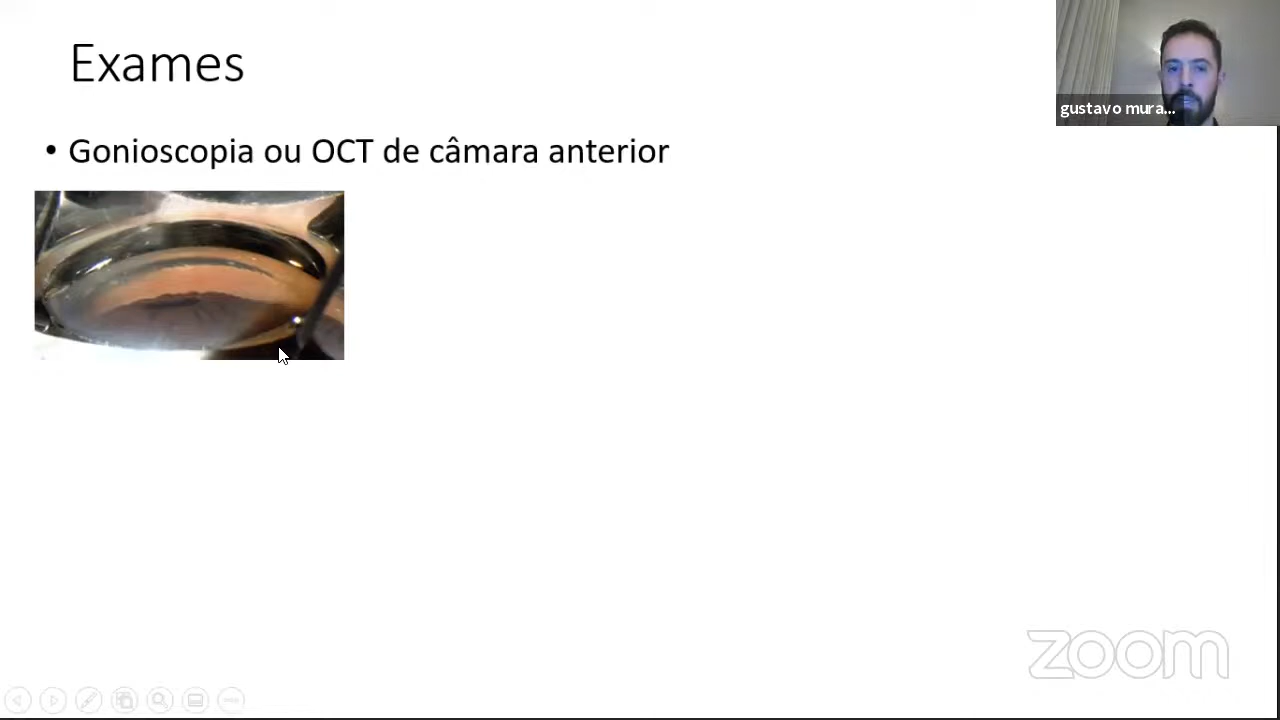 Exames
gustavo mura...
• Gonioscopia ou OCT de câmara anterior
zoom